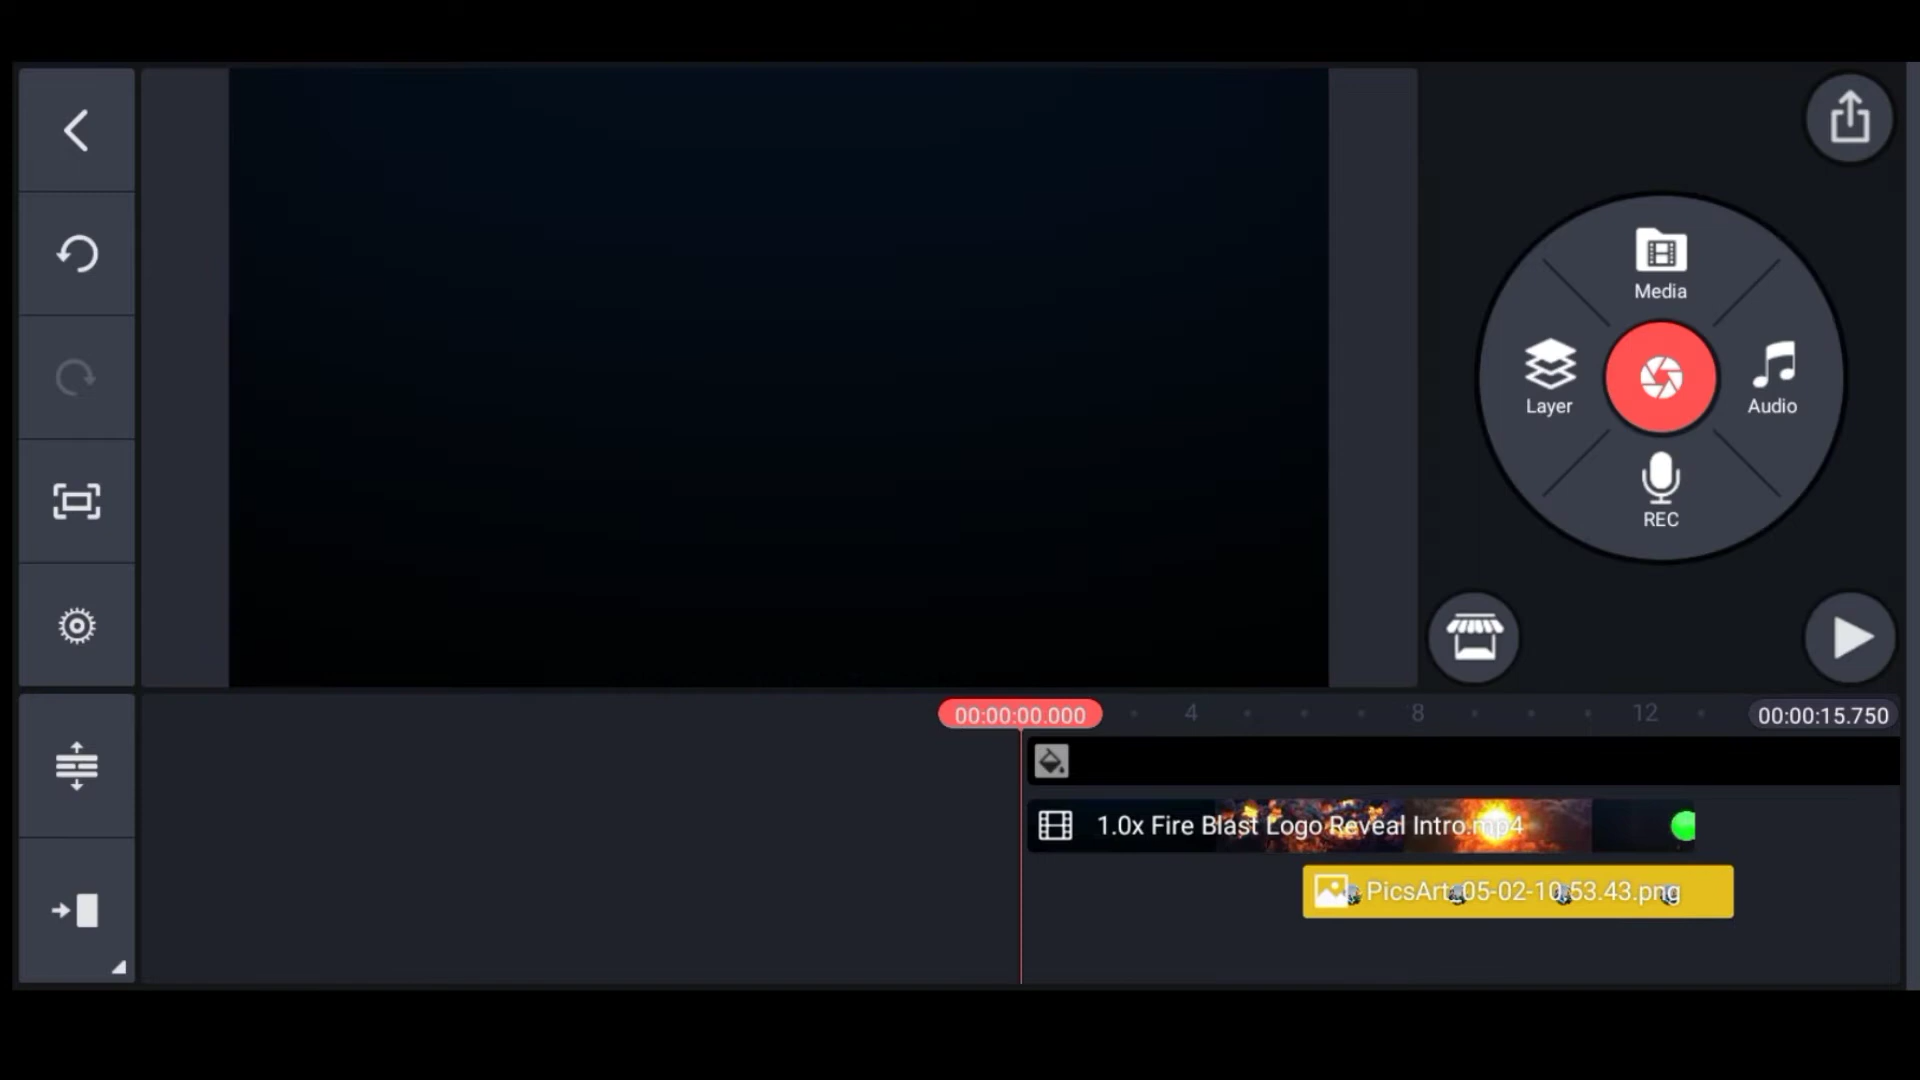 Media
Layer
Audio
REC
00:00:00.000
4
8
12
00:00:15.750
1.0x Fire Blast Logo Reveal Intro.mp4
PicsArt_05-02-10.53.43.png